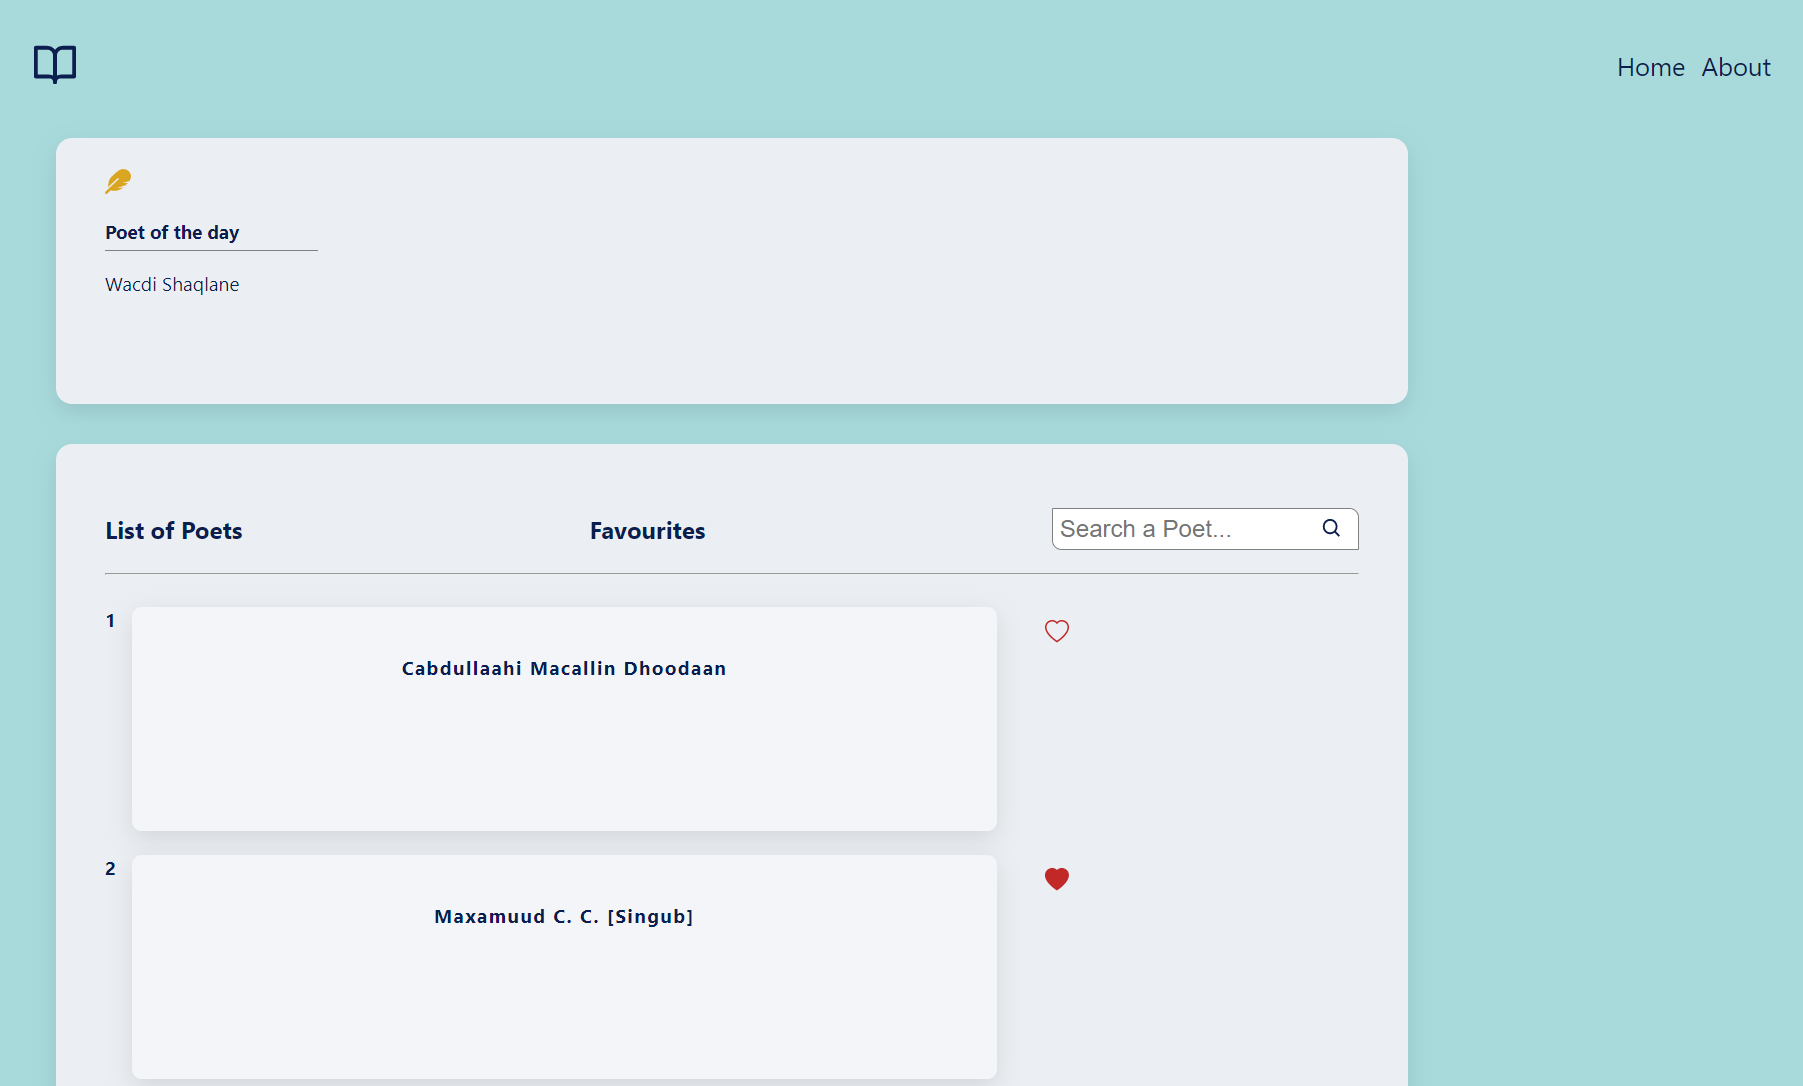 Home About
Poet of the day
Wacdi Shaqlane
List of Poets
Favourites
Search a Poet...
1
Cabdullaahi Macallin Dhoodaan
2
Maxamuud C. C. [Singub]